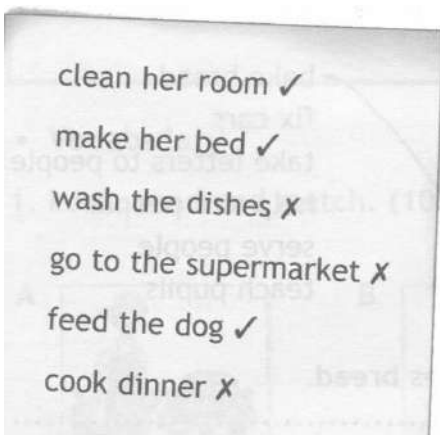 clean her room ✓
make her bed ✓
wash the dishes ✗
go to the supermarket ✗
feed the dog ✓
cook dinner ✗